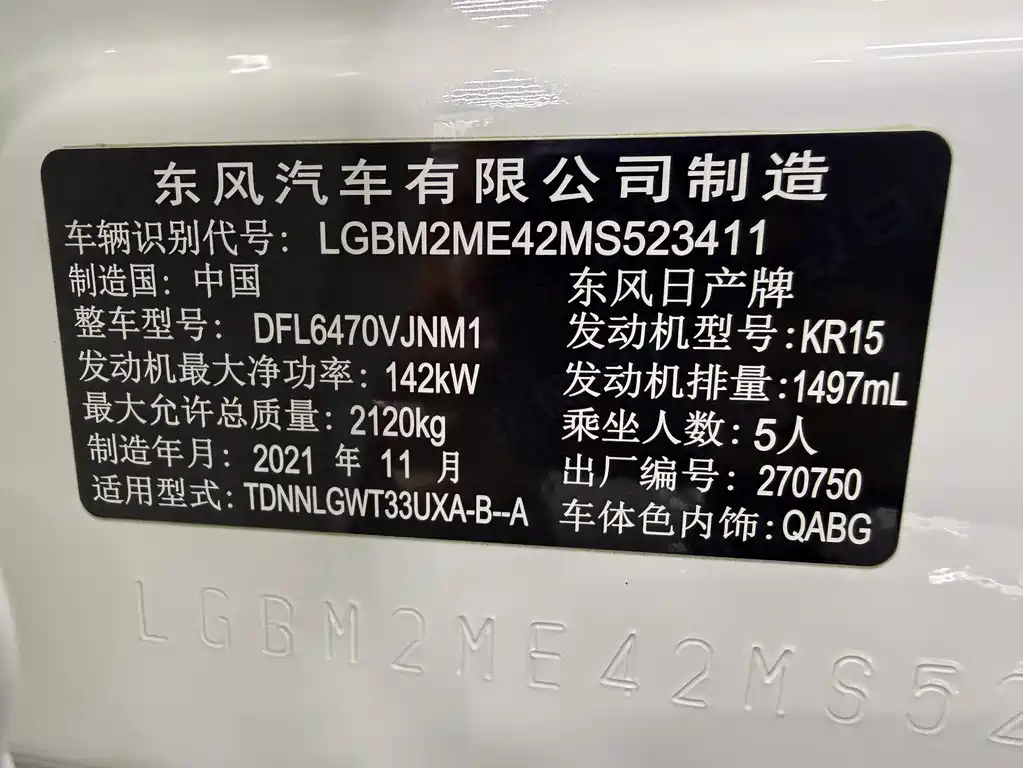 东风汽车有限公司制造
车辆识别代号: LGBM2ME42MS523411
制造国: 中国 东风日产牌
整车型号: DFL6470VJNM1 发动机型号:KR15
发动机最大净功率: 142kW 发动机排量:1497mL
最大允许总质量: 2120kg 乘坐人数: 5人
制造年月: 2021 年 11 月 出厂编号: 270750
适用型式: TDNNLGWT33UXA-B--A 车体色内饰:QABG
LGBM2ME42MS52